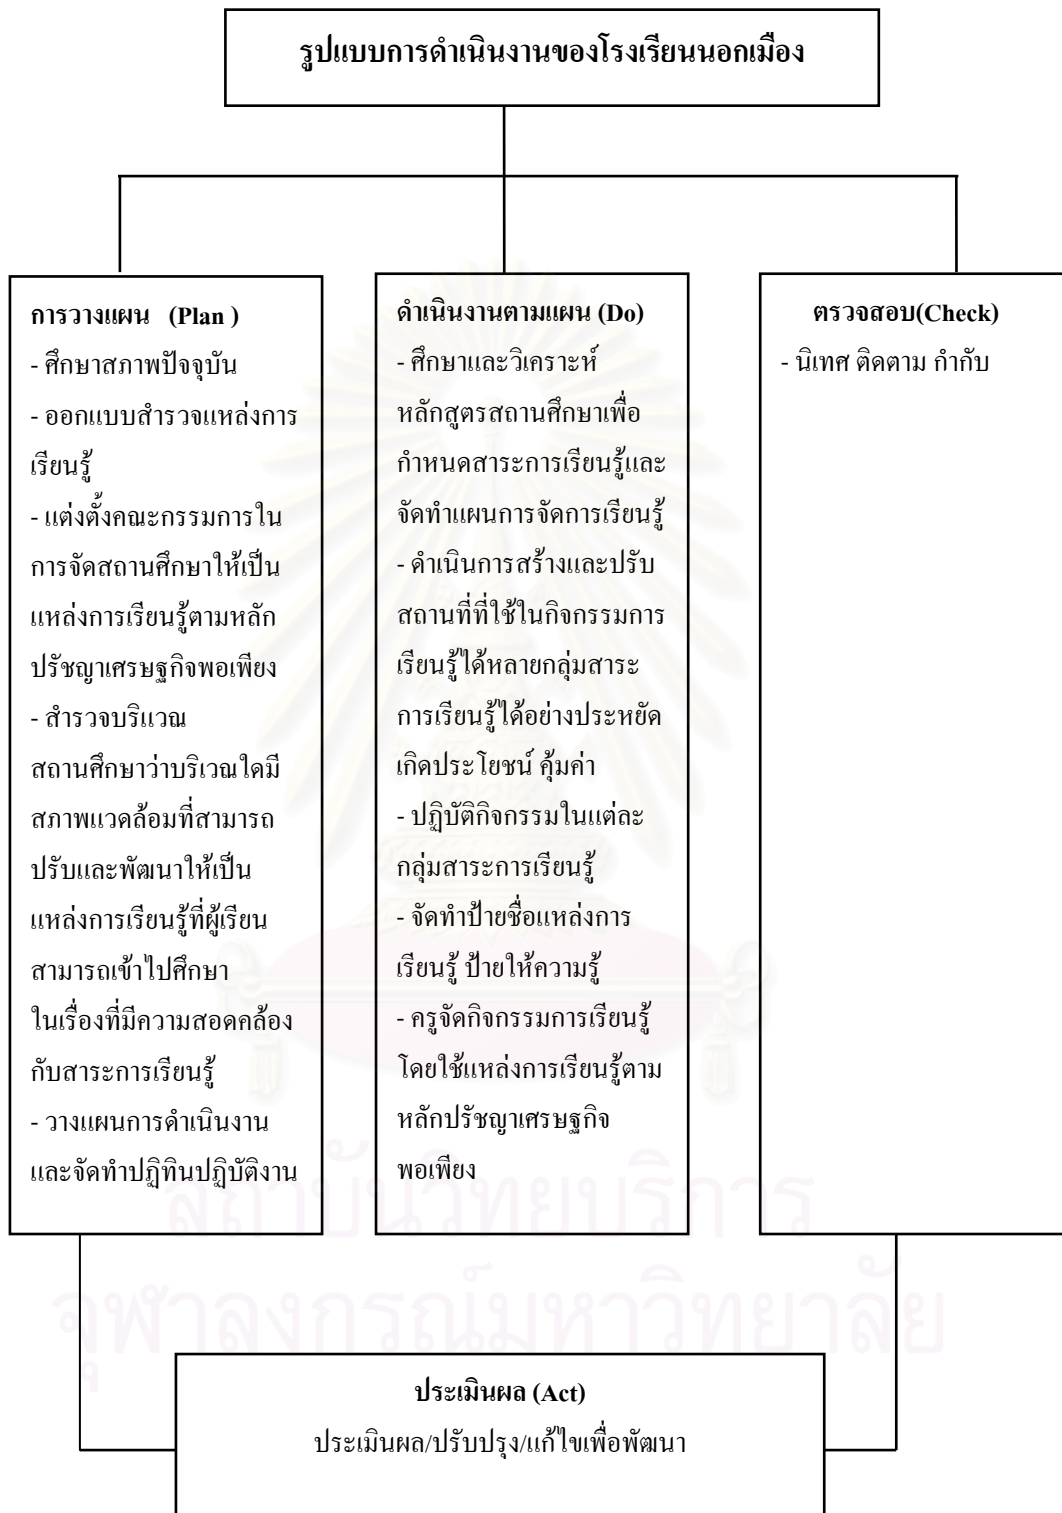 รูปแบบการดำเนินงานของโรงเรียนนอกเมือง
การวางแผน (Plan )
- ศึกษาสภาพปัจจุบัน
- ออกแบบสำรวจแหล่งการ
เรียนรู้
- แต่งตั้งคณะกรรมการใน
การจัดสถานศึกษาให้เป็น
แหล่งการเรียนรู้ตามหลัก
ปรัชญาเศรษฐกิจพอเพียง
- สำรวจบริแวณ
สถานศึกษาว่าบริเวณใดมี
สภาพแวดล้อมที่สามารถ
ปรับและพัฒนาให้เป็น
แหล่งการเรียนรู้ที่ผู้เรียน
สามารถเข้าไปศึกษา
ในเรื่องที่มีความสอดคล้อง
กับสาระการเรียนรู้
- วางแผนการดำเนินงาน
และจัดทำปฏิทินปฏิบัติงาน
ดำเนินงานตามแผน (Do)
- ศึกษาและวิเคราะห์
หลักสูตรสถานศึกษาเพื่อ
กำหนดสาระการเรียนรู้และ
จัดทำแผนการจัดการเรียนรู้
- ดำเนินการสร้างและปรับ
สถานที่ที่ใช้ในกิจกรรมการ
เรียนรู้ได้หลายกลุ่มสาระ
การเรียนรู้ได้อย่างประหยัด
เกิดประโยชน์ คุ้มค่า
- ปฏิบัติกิจกรรมในแต่ละ
กลุ่มสาระการเรียนรู้
- จัดทำป้ายชื่อแหล่งการ
เรียนรู้ ป้ายให้ความรู้
- ครูจัดกิจกรรมการเรียนรู้
โดยใช้แหล่งการเรียนรู้ตาม
หลักปรัชญาเศรษฐกิจ
พอเพียง
ตรวจสอบ(Check)
- นิเทศ ติดตาม กำกับ
สถาบันวิทยบริการ
จุฬาลงกรณ์มหาวิทยาลัย
ประเมินผล (Act)
ประเมินผล/ปรับปรุง/แก้ไขเพื่อพัฒนา